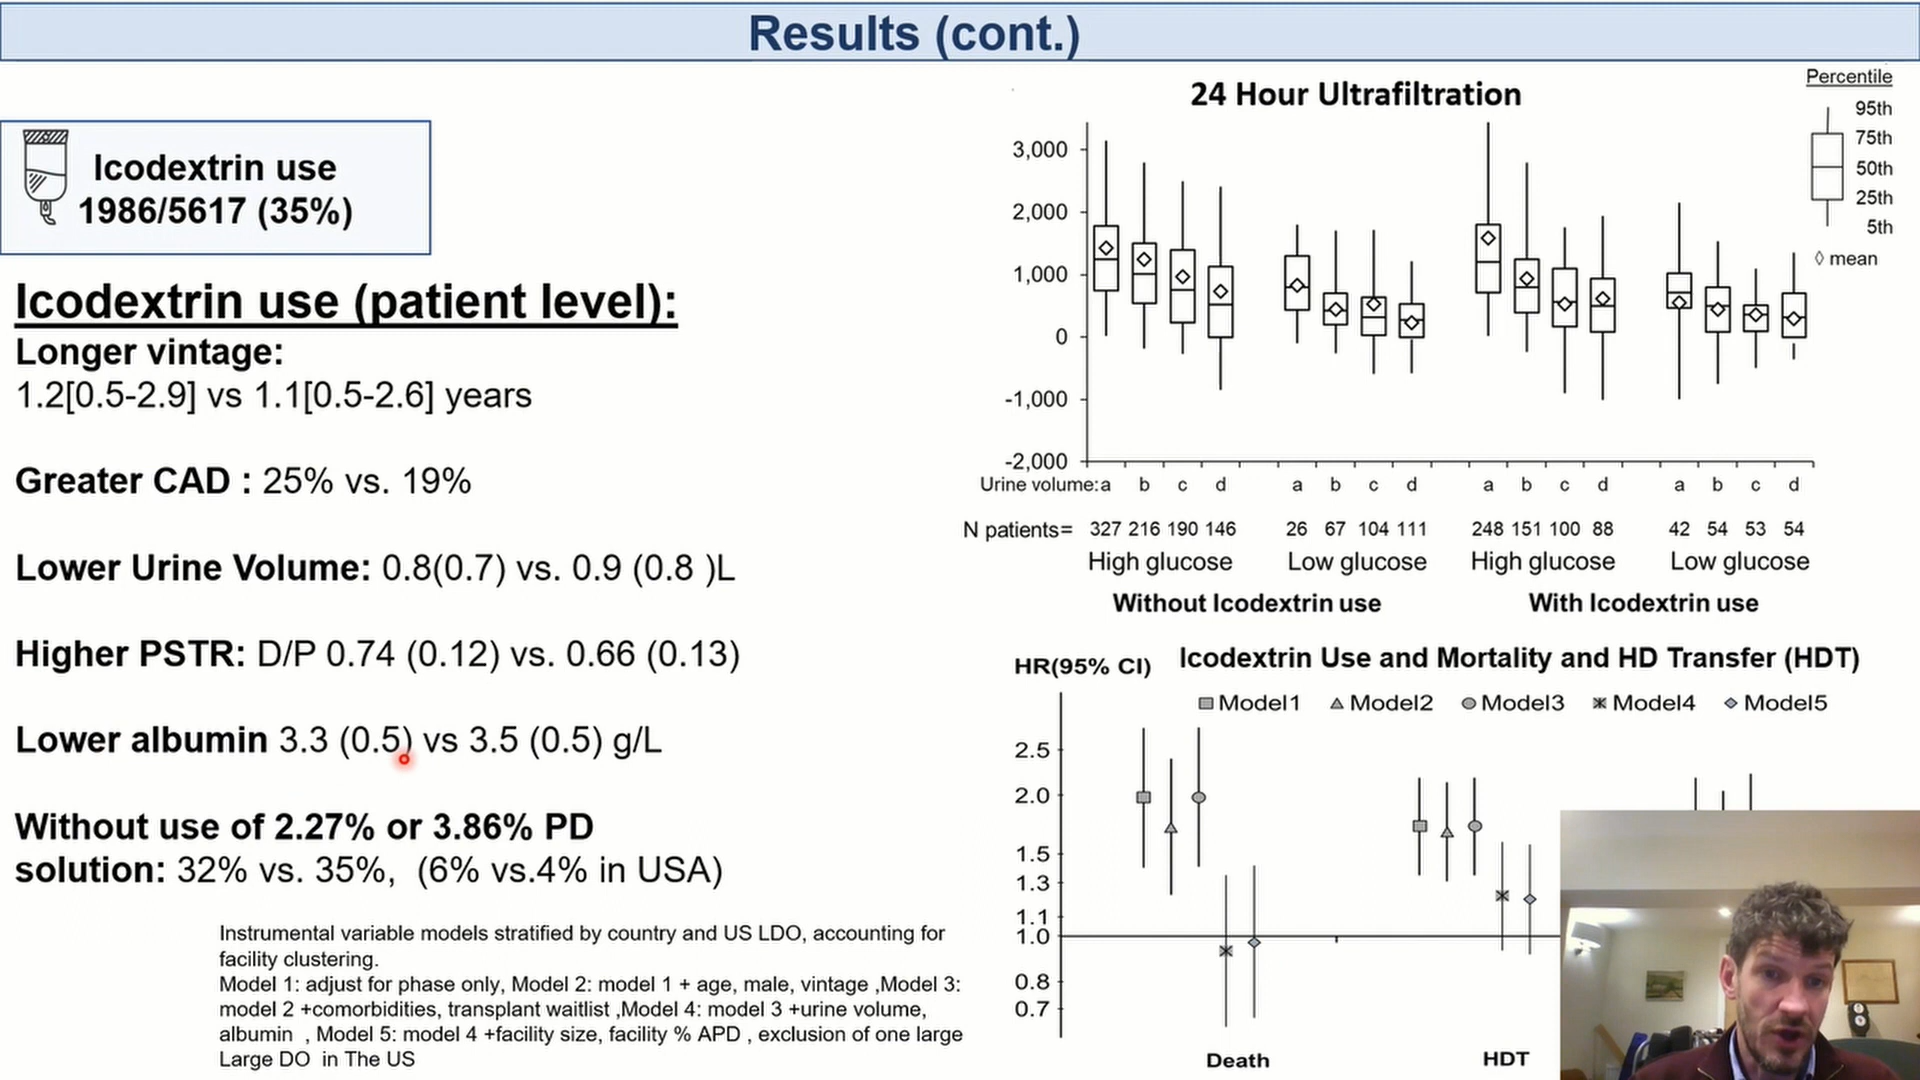 Results (cont.)
Icodextrin use
1986/5617 (35%)
Icodextrin use (patient level):
Longer vintage:
1.2[0.5-2.9] vs 1.1[0.5-2.6] years
Greater CAD : 25% vs. 19%
Lower Urine Volume: 0.8(0.7) vs. 0.9 (0.8 )L
Higher PSTR: D/P 0.74 (0.12) vs. 0.66 (0.13)
Lower albumin 3.3 (0.5) vs 3.5 (0.5) g/L
Without use of 2.27% or 3.86% PD
solution: 32% vs. 35%, (6% vs.4% in USA)
Instrumental variable models stratified by country and US LDO, accounting for
facility clustering.
Model 1: adjust for phase only, Model 2: model 1 + age, male, vintage ,Model 3:
model 2 +comorbidities, transplant waitlist ,Model 4: model 3 +urine volume,
albumin , Model 5: model 4 +facility size, facility % APD , exclusion of one large
Large DO in The US
24 Hour Ultrafiltration
Percentile
95th
75th
50th
25th
5th
mean
3,000
2,000
1,000
0
-1,000
-2,000
Urine volume: a b c d a b c d a b c d a b c d
N patients= 327 216 190 146 26 67 104 111 248 151 100 88 42 54 53 54
High glucose Low glucose High glucose Low glucose
Without Icodextrin use With Icodextrin use
HR(95% CI) Icodextrin Use and Mortality and HD Transfer (HDT)
Model1 Model2 Model3 Model4 Model5
2.5
2.0
1.5
1.3
1.1
1.0
0.8
0.7
Death HDT